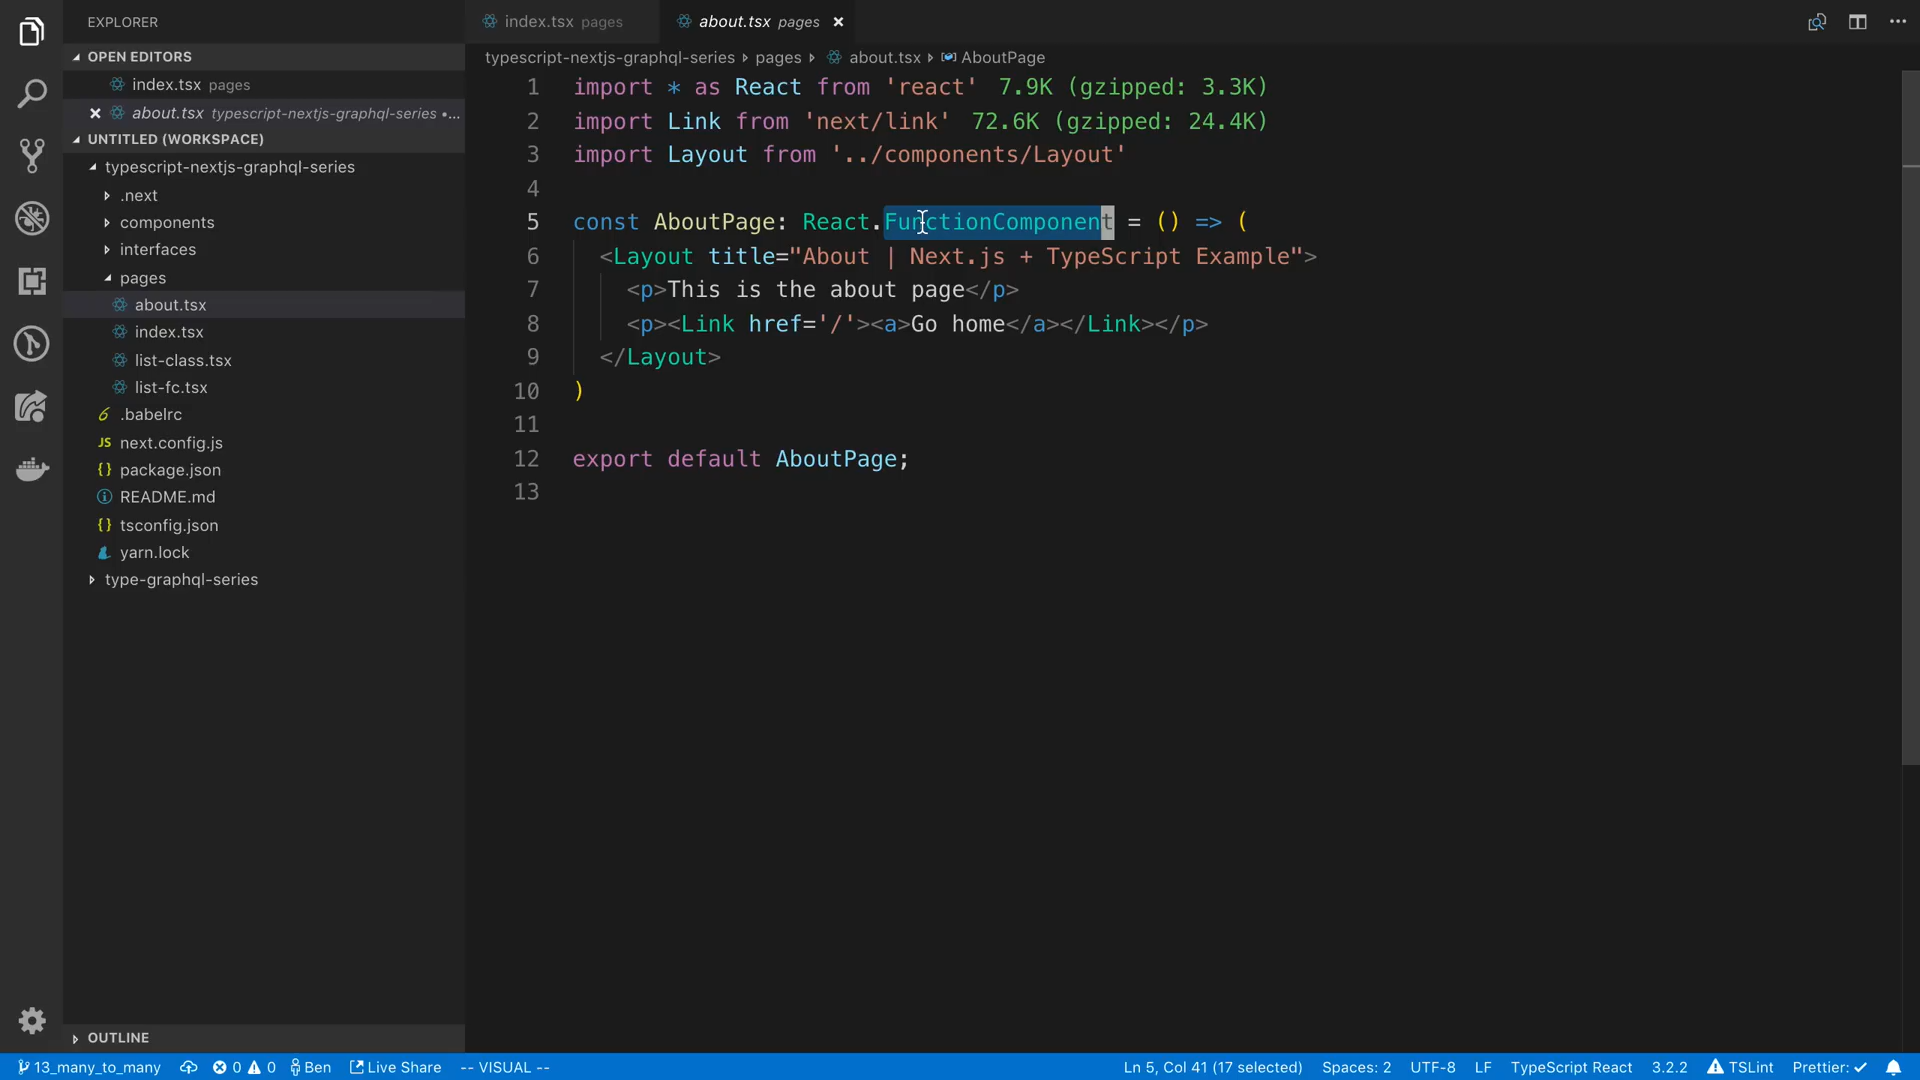 EXPLORER
OPEN EDITORS
index.tsx pages
about.tsx typescript-nextjs-graphql-series •...
UNTITLED (WORKSPACE)
typescript-nextjs-graphql-series
.next
components
interfaces
pages
about.tsx
index.tsx
list-class.tsx
list-fc.tsx
.babelrc
JS next.config.js
{} package.json
README.md
{} tsconfig.json
yarn.lock
type-graphql-series
OUTLINE
index.tsx pages
about.tsx pages
typescript-nextjs-graphql-series pages about.tsx AboutPage
1 import * as React from 'react' 7.9K (gzipped: 3.3K)
2 import Link from 'next/link' 72.6K (gzipped: 24.4K)
3 import Layout from '../components/Layout'
4
5 const AboutPage: React.FunctionComponent = () => (
6 <Layout title="About | Next.js + TypeScript Example">
7 <p>This is the about page</p>
8 <p><Link href='/'><a>Go home</a></Link></p>
9 </Layout>
10 )
11
12 export default AboutPage;
13
13_many_to_many 0 0 Ben Live Share -- VISUAL -- Ln 5, Col 41 (17 selected) Spaces: 2 UTF-8 LF TypeScript React 3.2.2 TSLint Prettier: ✓